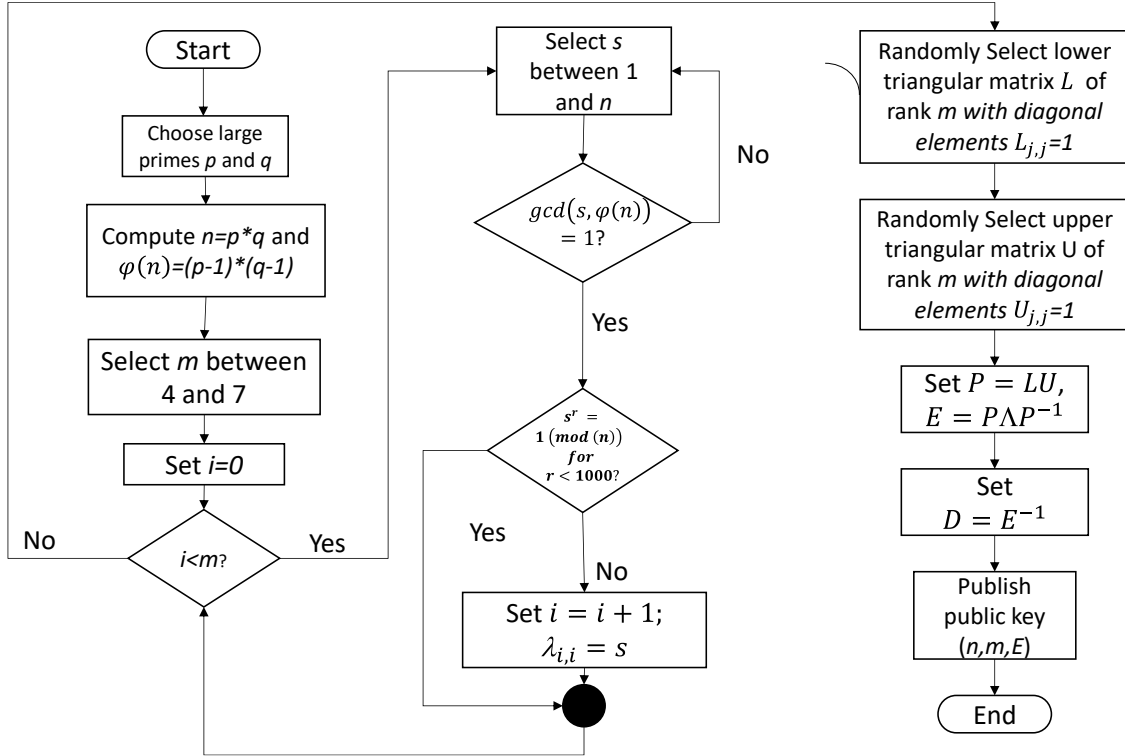 Start
Choose large
primes p and q
Compute n=p*q and
φ(n)=(p-1)*(q-1)
Select m between
4 and 7
Set i=0
i<m?
No
Yes
Select s
between 1
and n
gcd(s, φ(n))
= 1?
No
Yes
s^r =
1 (mod (n))
for
r < 1000?
Yes
No
Set i = i + 1;
λ_{i,i} = s
Randomly Select lower
triangular matrix L of
rank m with diagonal
elements L_{j,j}=1
Randomly Select upper
triangular matrix U of
rank m with diagonal
elements U_{j,j}=1
Set P = LU,
E = PΛP^{-1}
Set
D = E^{-1}
Publish
public key
(n,m,E)
End